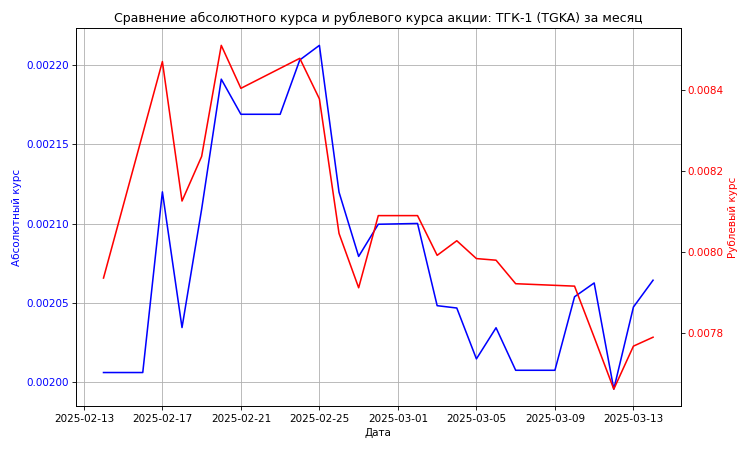 Сравнение абсолютного курса и рублевого курса акции: ТГК-1 (TGKA) за месяц
0.00220
0.00215
0.00210
0.00205
0.00200
Абсолютный курс
0.0084
0.0082
0.0080
0.0078
Рублевый курс
2025-02-13 2025-02-17 2025-02-21 2025-02-25 2025-03-01 2025-03-05 2025-03-09 2025-03-13
Дата